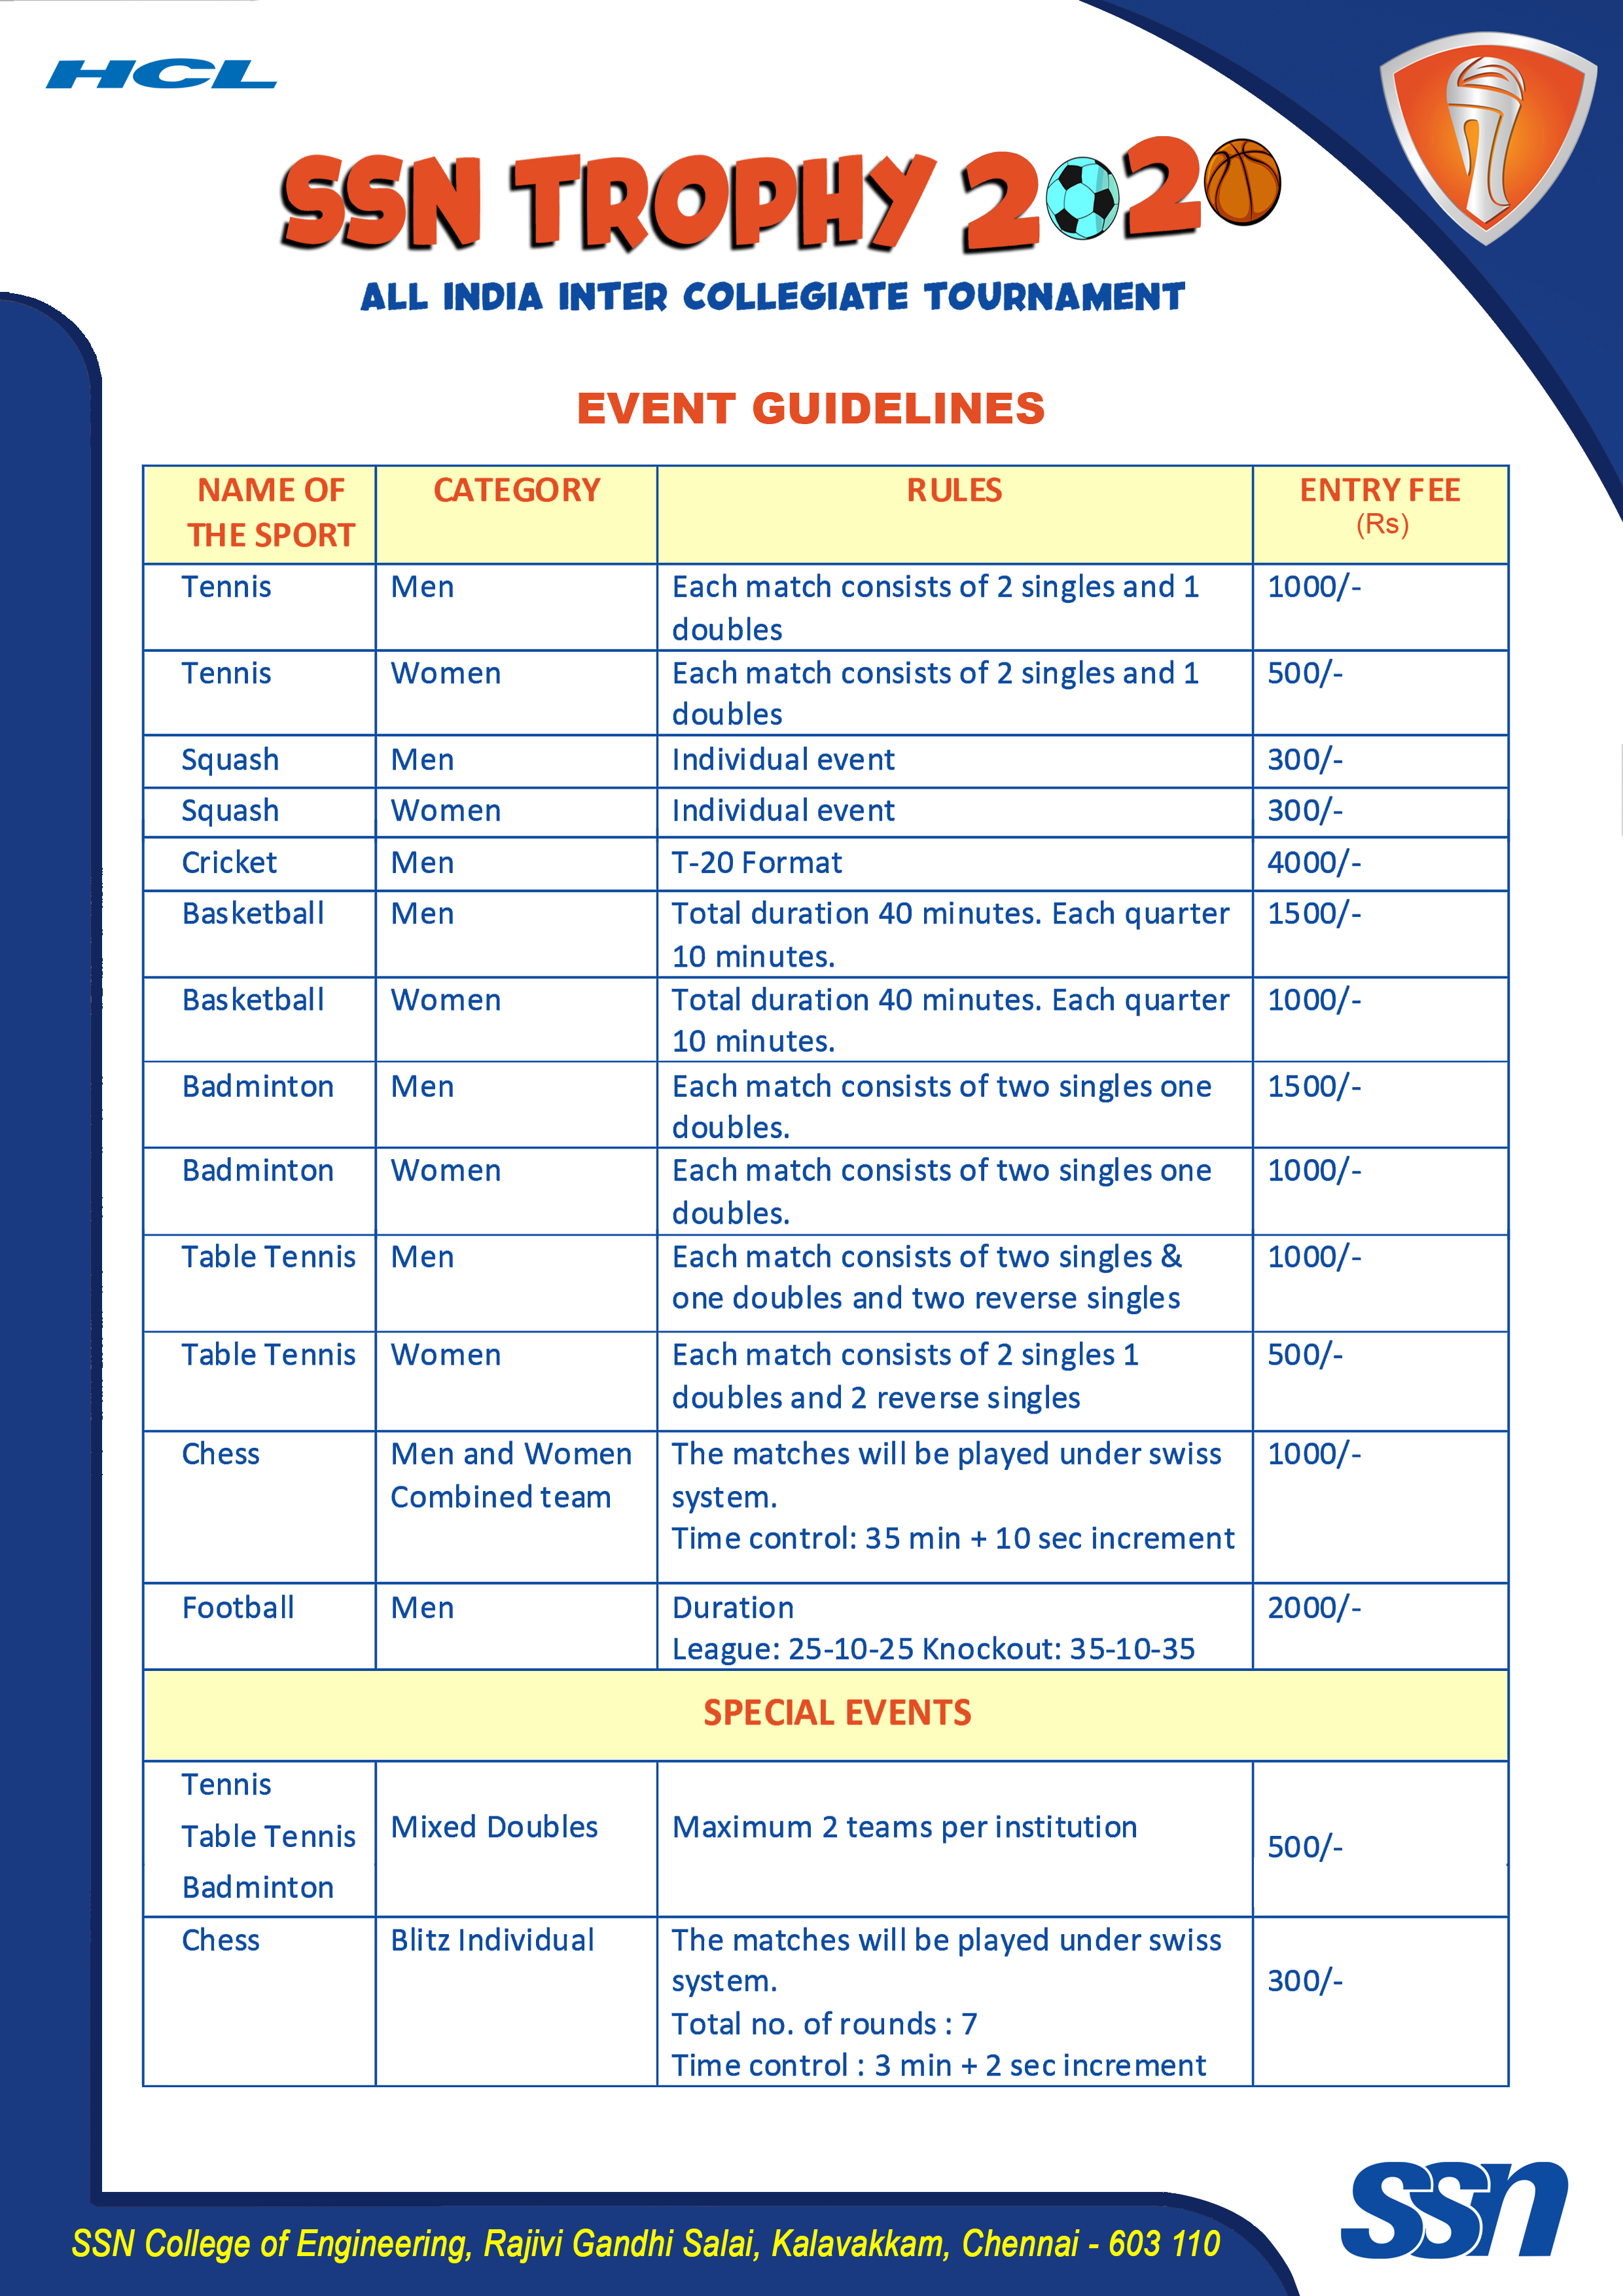 HCL
SSN TROPHY 2020
ALL INDIA INTER COLLEGIATE TOURNAMENT
EVENT GUIDELINES
NAME OF THE SPORT CATEGORY RULES ENTRY FEE (Rs)
Tennis Men Each match consists of 2 singles and 1 1000/-
doubles
Tennis Women Each match consists of 2 singles and 1 500/-
doubles
Squash Men Individual event 300/-
Squash Women Individual event 300/-
Cricket Men T-20 Format 4000/-
Basketball Men Total duration 40 minutes. Each quarter 1500/-
10 minutes.
Basketball Women Total duration 40 minutes. Each quarter 1000/-
10 minutes.
Badminton Men Each match consists of two singles one 1500/-
doubles.
Badminton Women Each match consists of two singles one 1000/-
doubles.
Table Tennis Men Each match consists of two singles & 1000/-
one doubles and two reverse singles
Table Tennis Women Each match consists of 2 singles 1 500/-
doubles and 2 reverse singles
Chess Men and Women The matches will be played under swiss 1000/-
Combined team system.
Time control: 35 min + 10 sec increment
Football Men Duration 2000/-
League: 25-10-25 Knockout: 35-10-35
SPECIAL EVENTS
Tennis
Table Tennis Mixed Doubles Maximum 2 teams per institution 500/-
Badminton
Chess Blitz Individual The matches will be played under swiss
system. 300/-
Total no. of rounds : 7
Time control : 3 min + 2 sec increment
ssn
SSN College of Engineering, Rajivi Gandhi Salai, Kalavakkam, Chennai - 603 110